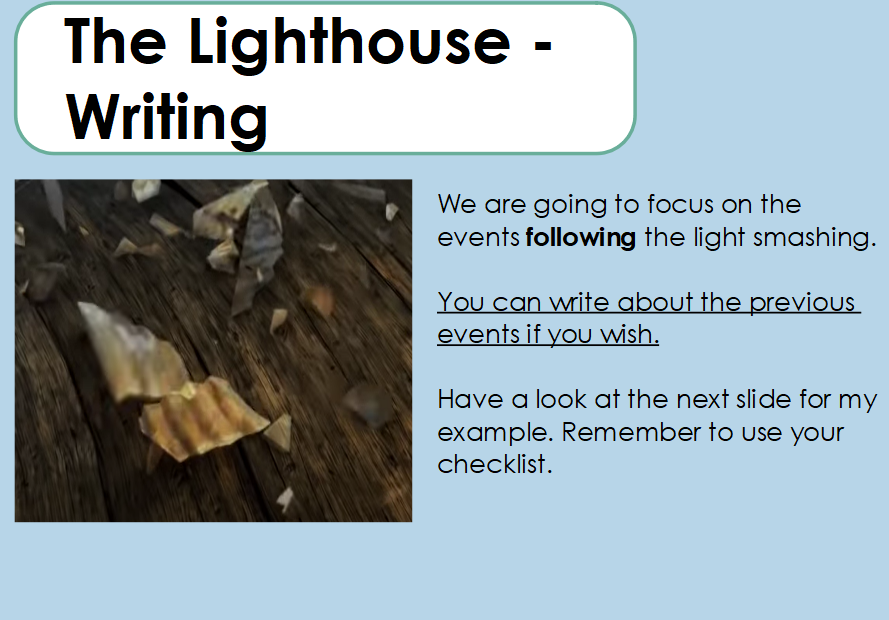 The Lighthouse -
Writing
We are going to focus on the
events following the light smashing.
You can write about the previous
events if you wish.
Have a look at the next slide for my
example. Remember to use your
checklist.